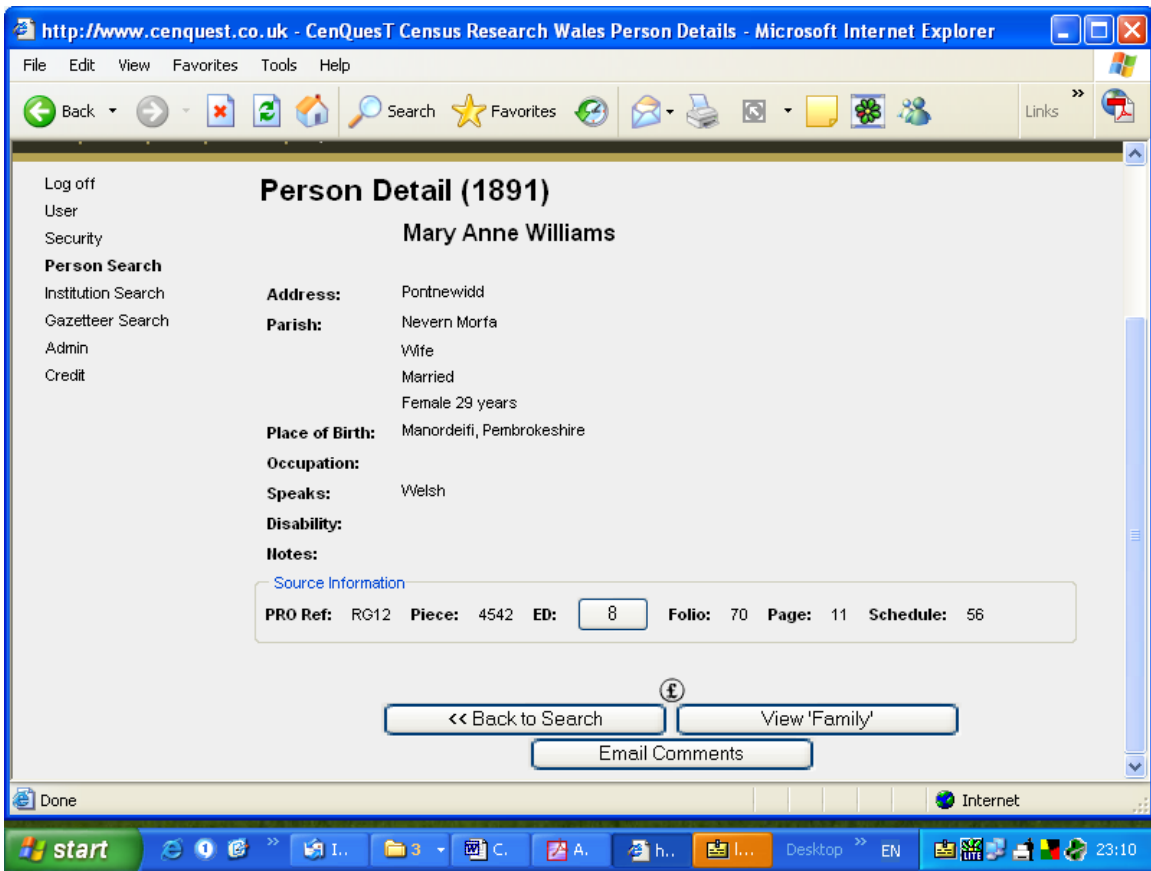 http://www.cenquest.co.uk - CenQuesT Census Research Wales Person Details - Microsoft Internet Explorer
File Edit View Favorites Tools Help
Back Search Favorites Links »
Log off
User
Security
Person Search
Institution Search
Gazetteer Search
Admin
Credit
Person Detail (1891)
Mary Anne Williams
Address: Pontnewidd
Parish: Nevern Morfa
Wife
Married
Female 29 years
Place of Birth: Manordeifi, Pembrokeshire
Occupation:
Speaks: Welsh
Disability:
Notes:
Source Information
PRO Ref: RG12 Piece: 4542 ED: 8 Folio: 70 Page: 11 Schedule: 56
£
<< Back to Search View 'Family'
Email Comments
Done Internet
start » I.. 3 C. A. h.. l... Desktop » EN 23:10